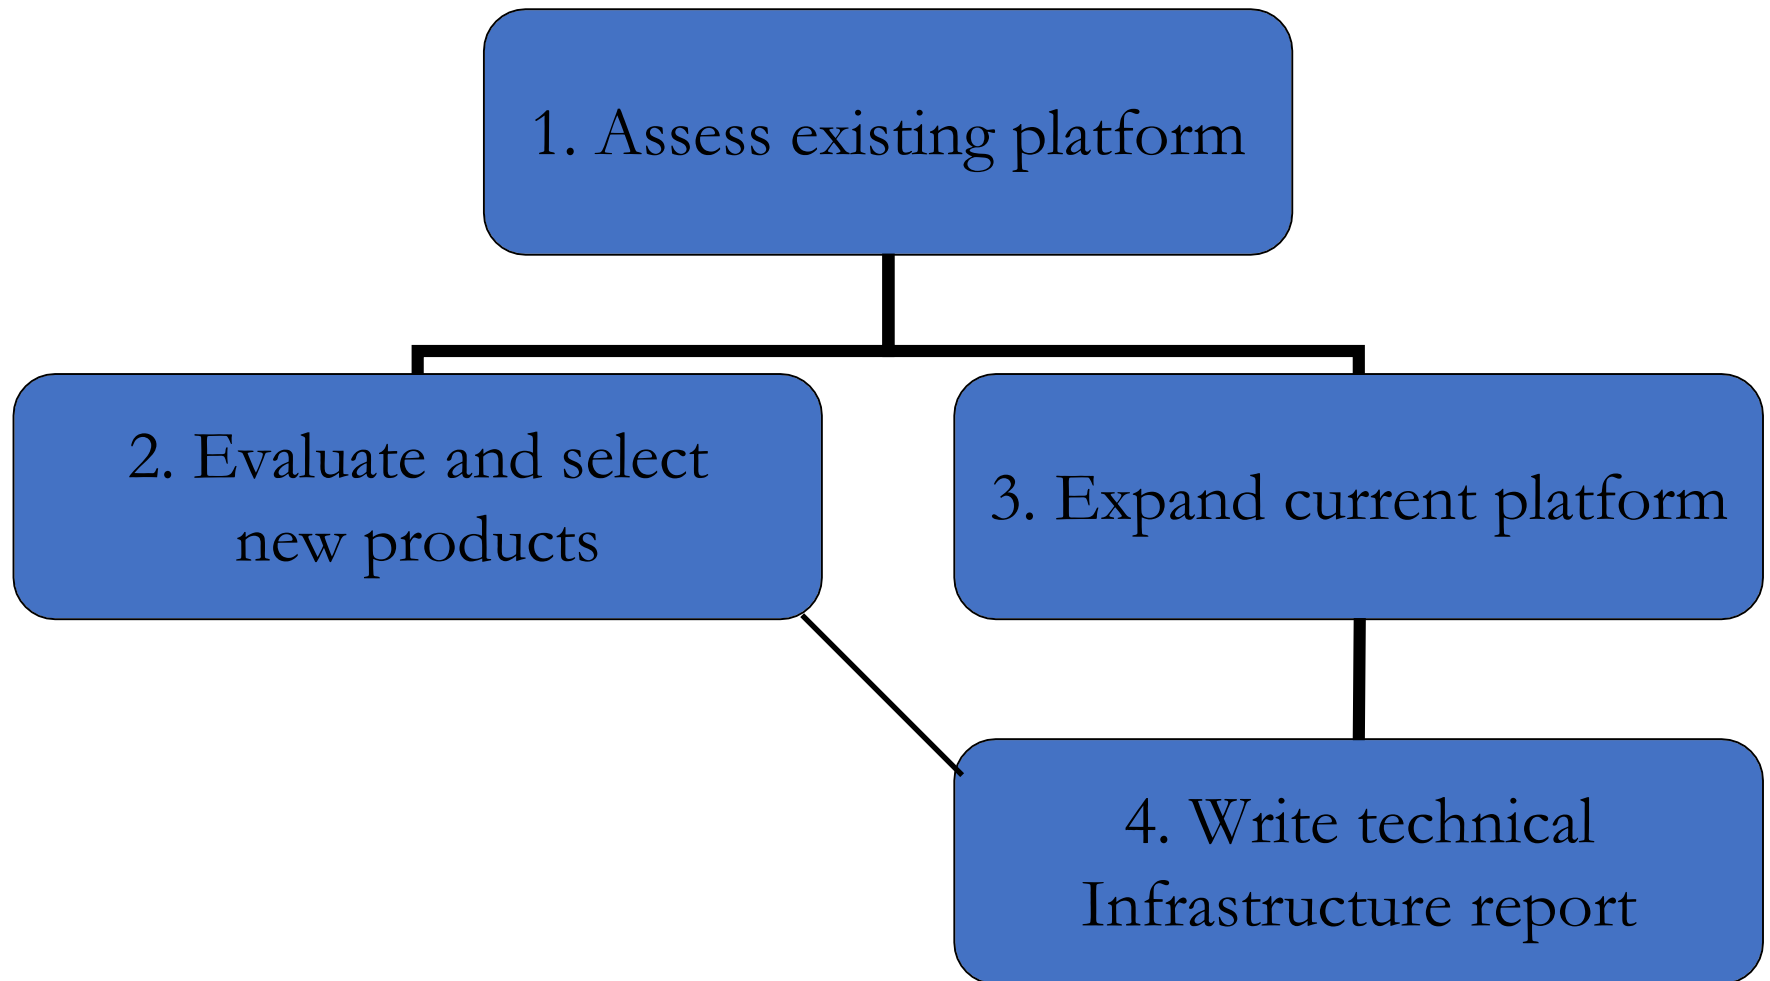 1. Assess existing platform
2. Evaluate and select
new products
3. Expand current platform
4. Write technical
Infrastructure report